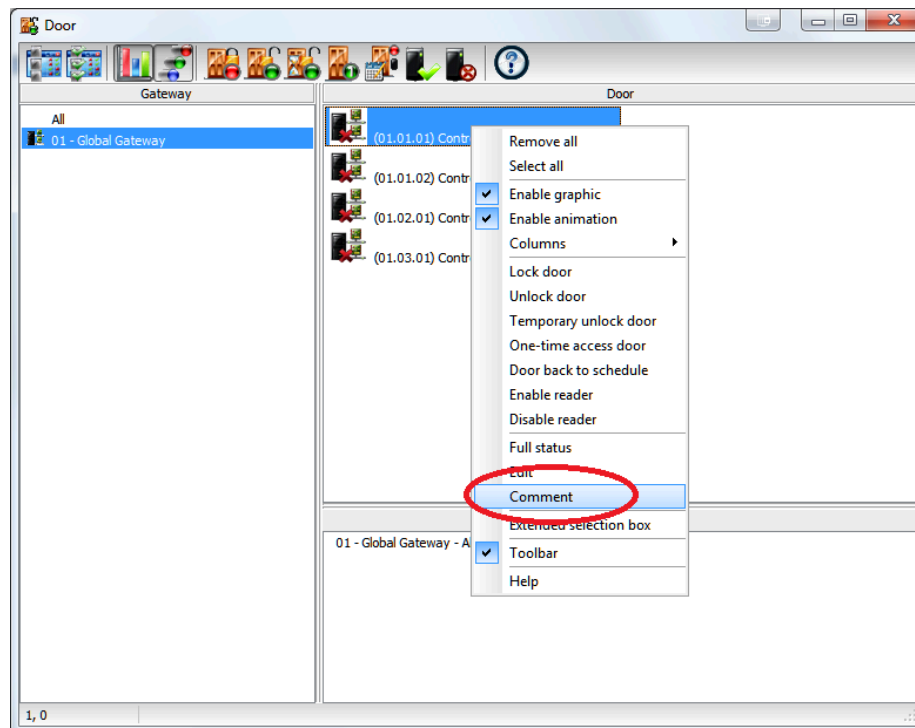 Door
Gateway
Door
All
01 - Global Gateway
(01.01.01) Contr
(01.01.02) Contr
(01.02.01) Contr
(01.03.01) Contr
Remove all
Select all
Enable graphic
Enable animation
Columns
Lock door
Unlock door
Temporary unlock door
One-time access door
Door back to schedule
Enable reader
Disable reader
Full status
Edit
Comment
Extended selection box
Toolbar
Help
01 - Global Gateway - A
1, 0